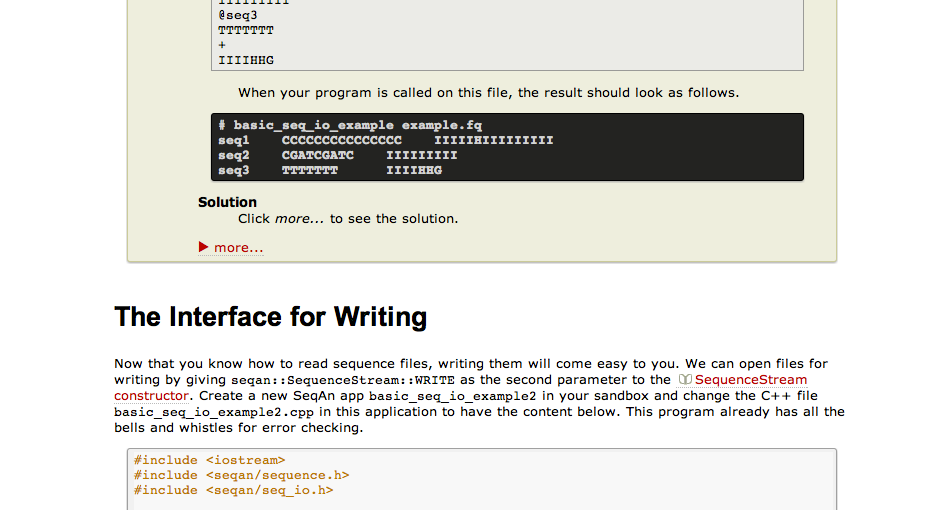 IIIIIIIII
@seq3
TTTTTTT
+
IIIIHHG
When your program is called on this file, the result should look as follows.
# basic_seq_io_example example.fq
seq1    CCCCCCCCCCCCCCC    IIIIIHIIIIIIIII
seq2    CGATCGATC    IIIIIIIII
seq3    TTTTTTT      IIIIHHG
Solution
Click more... to see the solution.
more...
The Interface for Writing
Now that you know how to read sequence files, writing them will come easy to you. We can open files for
writing by giving seqan::SequenceStream::WRITE as the second parameter to the SequenceStream
constructor. Create a new SeqAn app basic_seq_io_example2 in your sandbox and change the C++ file
basic_seq_io_example2.cpp in this application to have the content below. This program already has all the
bells and whistles for error checking.
#include <iostream>
#include <seqan/sequence.h>
#include <seqan/seq_io.h>